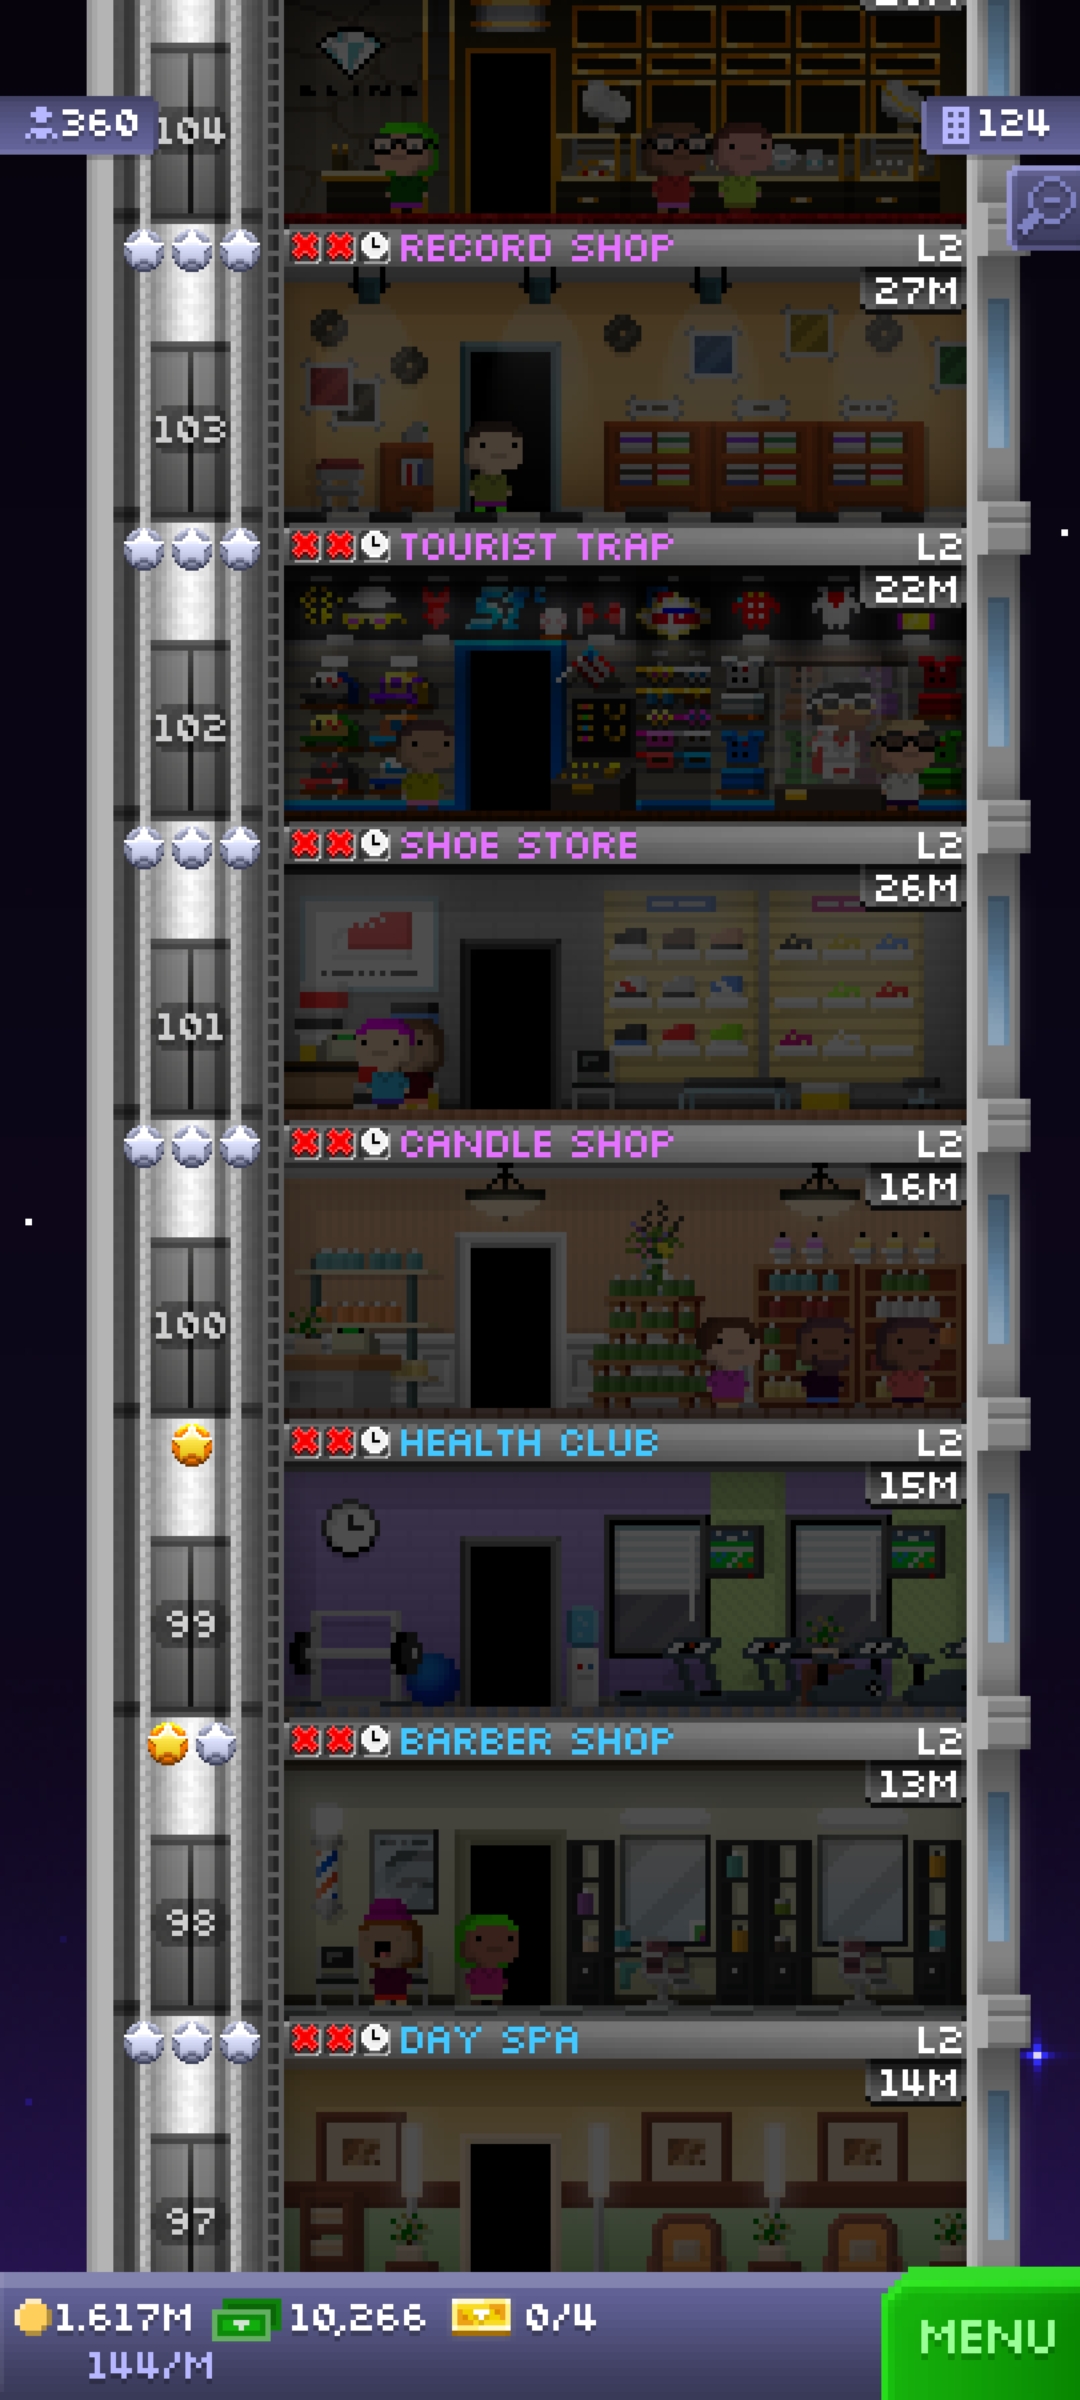 360
104
124
BLING
RECORD SHOP L2
27M
103
TOURIST TRAP L2
22M
102
SHOE STORE L2
26M
101
CANDLE SHOP L2
16M
100
HEALTH CLUB L2
15M
99
BARBER SHOP L2
13M
98
DAY SPA L2
14M
97
1.617M 10,266 0/4
144/M
MENU